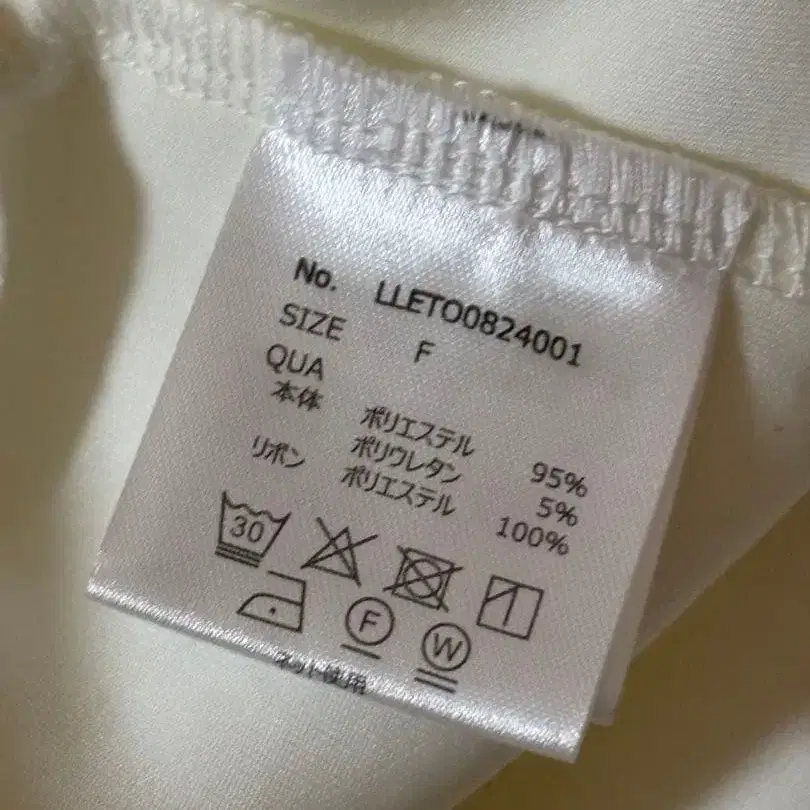 No. LLETO0824001
SIZE F
QUA
本体 ポリエステル 95%
ポリウレタン 5%
リボン ポリエステル 100%
30
F W
ネット使用